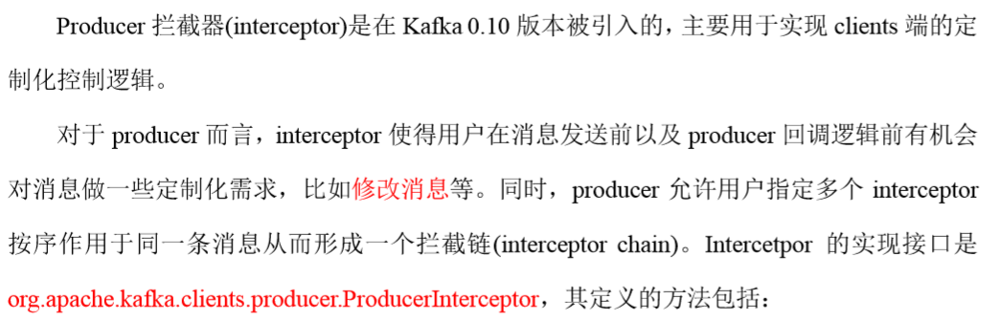 Producer 拦截器(interceptor)是在 Kafka 0.10 版本被引入的，主要用于实现 clients 端的定
制化控制逻辑。
对于 producer 而言，interceptor 使得用户在消息发送前以及 producer 回调逻辑前有机会
对消息做一些定制化需求，比如修改消息等。同时，producer 允许用户指定多个 interceptor
按序作用于同一条消息从而形成一个拦截链(interceptor chain)。Intercetpor 的实现接口是
org.apache.kafka.clients.producer.ProducerInterceptor，其定义的方法包括：